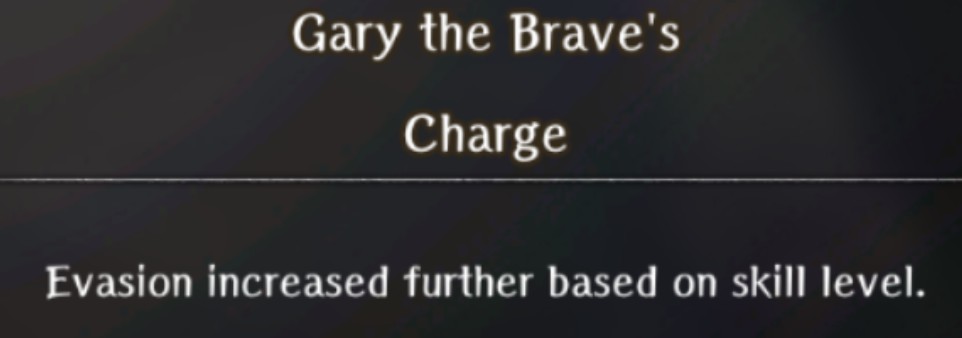 Gary the Brave's
Charge
Evasion increased further based on skill level.